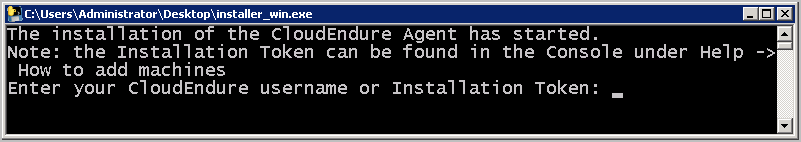 C:\Users\Administrator\Desktop\installer_win.exe
The installation of the CloudEndure Agent has started.
Note: the Installation Token can be found in the Console under Help ->
How to add machines
Enter your CloudEndure username or Installation Token: _